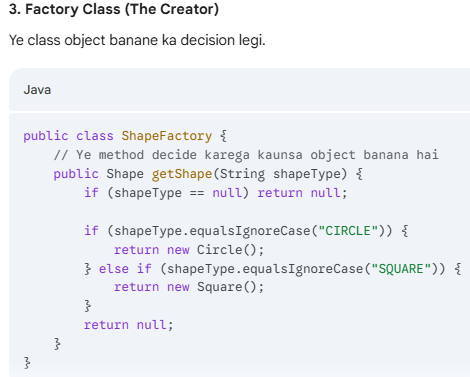 3. Factory Class (The Creator)
Ye class object banane ka decision legi.
Java
public class ShapeFactory {
    // Ye method decide karega kaunsa object banana hai
    public Shape getShape(String shapeType) {
        if (shapeType == null) return null;

        if (shapeType.equalsIgnoreCase("CIRCLE")) {
            return new Circle();
        } else if (shapeType.equalsIgnoreCase("SQUARE")) {
            return new Square();
        }
        return null;
    }
}